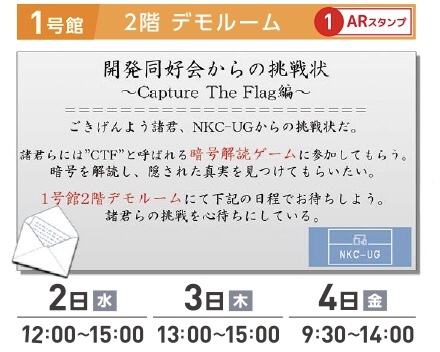 1号館 2階 デモルーム 1 ARスタンプ
開発同好会からの挑戦状
～Capture The Flag編～
==============================
ごきげんよう諸君、NKC-UGからの挑戦状だ。
諸君らには"CTF"と呼ばれる暗号解読ゲームに参加してもらう。
暗号を解読し、隠された真実を見つけてもらいたい。
1号館2階デモルームにて下記の日程でお待ちしよう。
諸君らの挑戦を心待ちにしている。
NKC-UG
2日 水 3日 木 4日 金
12:00～15:00 13:00～15:00 9:30～14:00